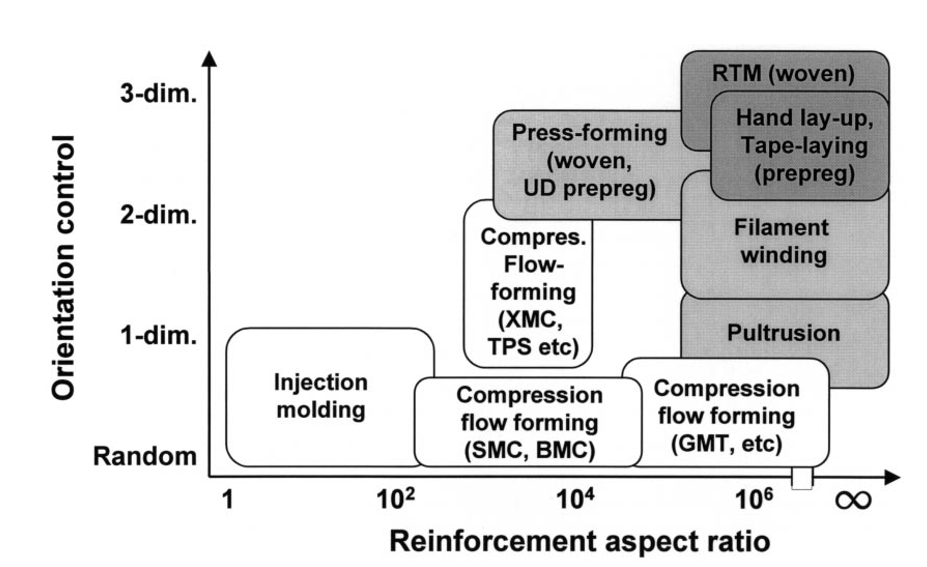 Orientation control
3-dim.
2-dim.
1-dim.
Random
RTM (woven)
Hand lay-up,
Tape-laying
(prepreg)
Press-forming
(woven,
UD prepreg)
Filament
winding
Compres.
Flow-
forming
(XMC,
TPS etc)
Pultrusion
Injection
molding
Compression
flow forming
(SMC, BMC)
Compression
flow forming
(GMT, etc)
1 10² 10⁴ 10⁶ ∞
Reinforcement aspect ratio